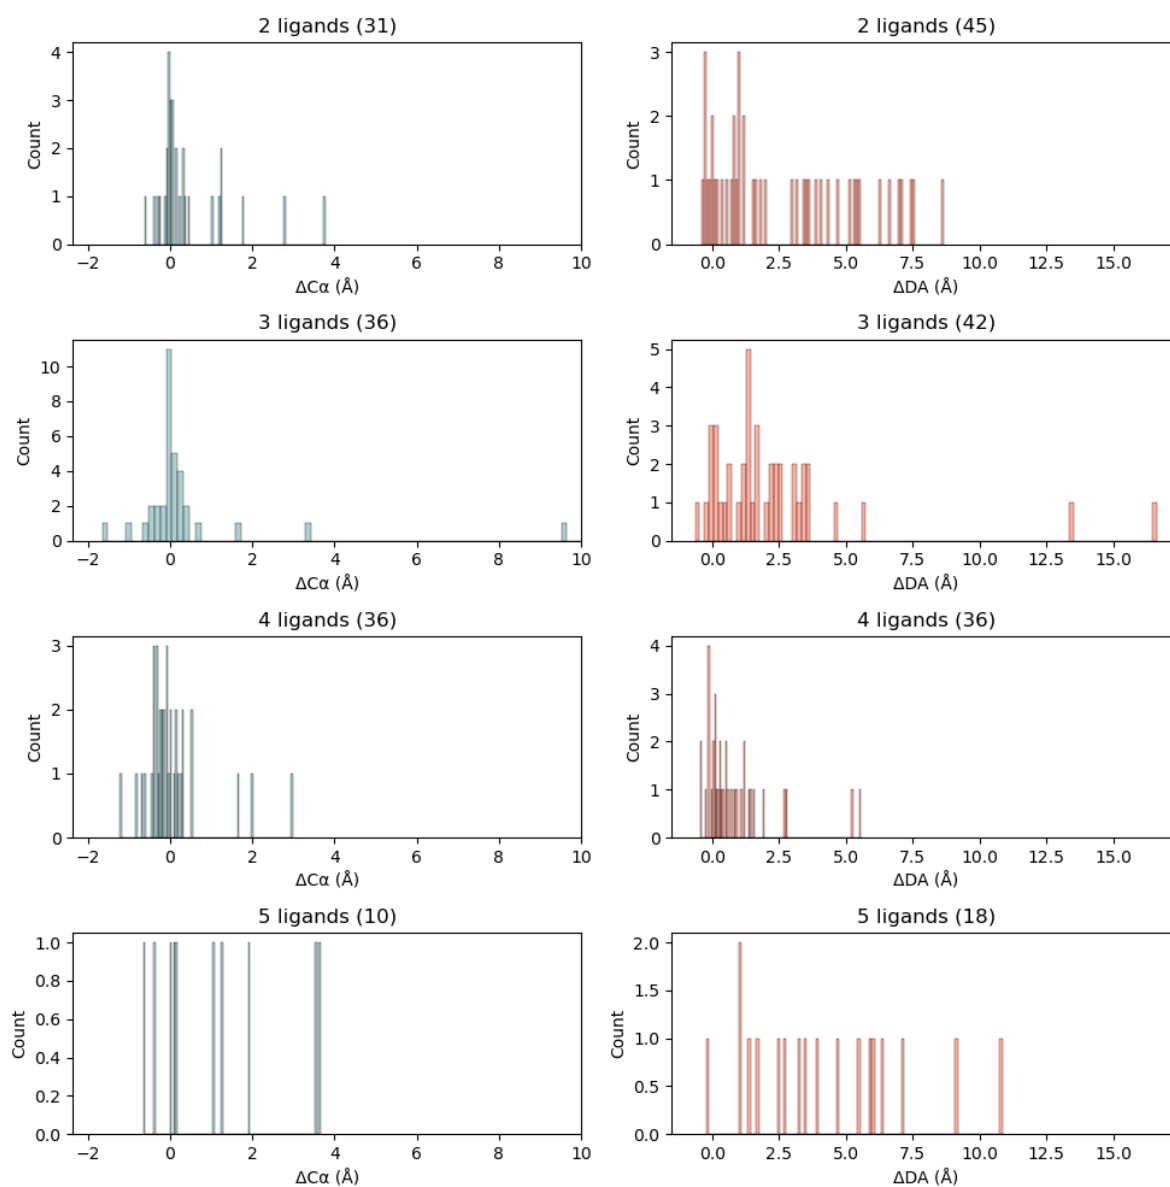 2 ligands (31)
4
3
2
1
0
Count
−2 0 2 4 6 8 10
ΔCα (Å)
2 ligands (45)
3
2
1
0
Count
0.0 2.5 5.0 7.5 10.0 12.5 15.0
ΔDA (Å)
3 ligands (36)
10
8
6
4
2
0
Count
−2 0 2 4 6 8 10
ΔCα (Å)
3 ligands (42)
5
4
3
2
1
0
Count
0.0 2.5 5.0 7.5 10.0 12.5 15.0
ΔDA (Å)
4 ligands (36)
3
2
1
0
Count
−2 0 2 4 6 8 10
ΔCα (Å)
4 ligands (36)
4
3
2
1
0
Count
0.0 2.5 5.0 7.5 10.0 12.5 15.0
ΔDA (Å)
5 ligands (10)
1.0
0.8
0.6
0.4
0.2
0.0
Count
−2 0 2 4 6 8 10
ΔCα (Å)
5 ligands (18)
2.0
1.5
1.0
0.5
0.0
Count
0.0 2.5 5.0 7.5 10.0 12.5 15.0
ΔDA (Å)